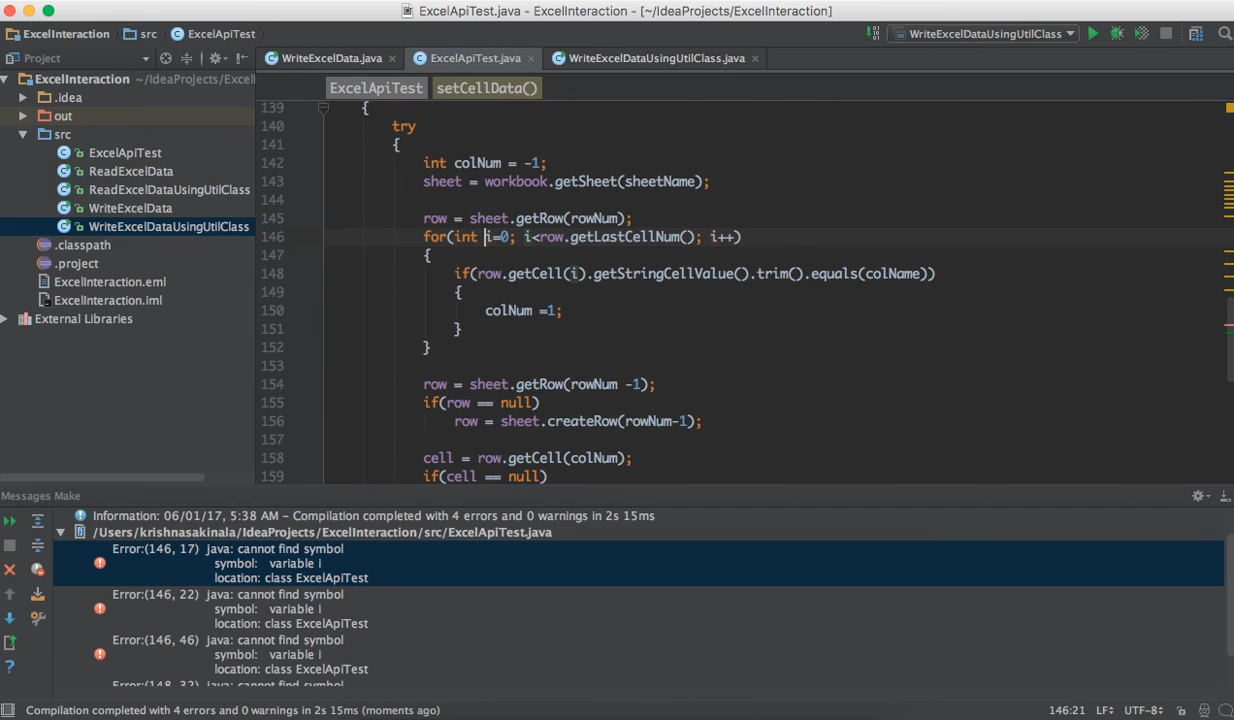 ExcelApiTest.java - ExcelInteraction - [~/IdeaProjects/ExcelInteraction]
ExcelInteraction src ExcelApiTest WriteExcelDataUsingUtilClass
Project WriteExcelData.java ExcelApiTest.java WriteExcelDataUsingUtilClass.java
ExcelInteraction ~/IdeaProjects/Excel
.idea
out
src
ExcelApiTest
ReadExcelData
ReadExcelDataUsingUtilClass
WriteExcelData
WriteExcelDataUsingUtilClass
.classpath
.project
ExcelInteraction.eml
ExcelInteraction.iml
External Libraries
ExcelApiTest setCellData()
139 {
140 try
141 {
142 int colNum = -1;
143 sheet = workbook.getSheet(sheetName);
144
145 row = sheet.getRow(rowNum);
146 for(int i=0; i<row.getLastCellNum(); i++)
147 {
148 if(row.getCell(i).getStringCellValue().trim().equals(colName))
149 {
150 colNum =1;
151 }
152 }
153
154 row = sheet.getRow(rowNum -1);
155 if(row == null)
156 row = sheet.createRow(rowNum-1);
157
158 cell = row.getCell(colNum);
159 if(cell == null)
Messages Make
Information: 06/01/17, 5:38 AM - Compilation completed with 4 errors and 0 warnings in 2s 15ms
/Users/krishnasakinala/IdeaProjects/ExcelInteraction/src/ExcelApiTest.java
Error:(146, 17) java: cannot find symbol
symbol: variable i
location: class ExcelApiTest
Error:(146, 22) java: cannot find symbol
symbol: variable i
location: class ExcelApiTest
Error:(146, 46) java: cannot find symbol
symbol: variable i
location: class ExcelApiTest
Error:(148, 32) java: cannot find symbol
Compilation completed with 4 errors and 0 warnings in 2s 15ms (moments ago) 146:21 LF÷ UTF-8÷